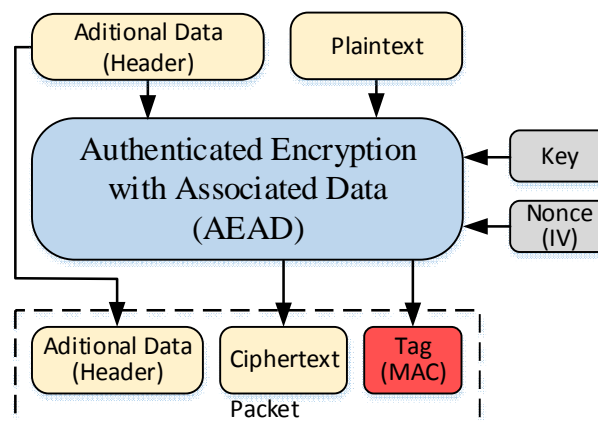 Aditional Data
(Header)
Plaintext
Authenticated Encryption
with Associated Data
(AEAD)
Key
Nonce
(IV)
Aditional Data
(Header)
Ciphertext
Tag
(MAC)
Packet